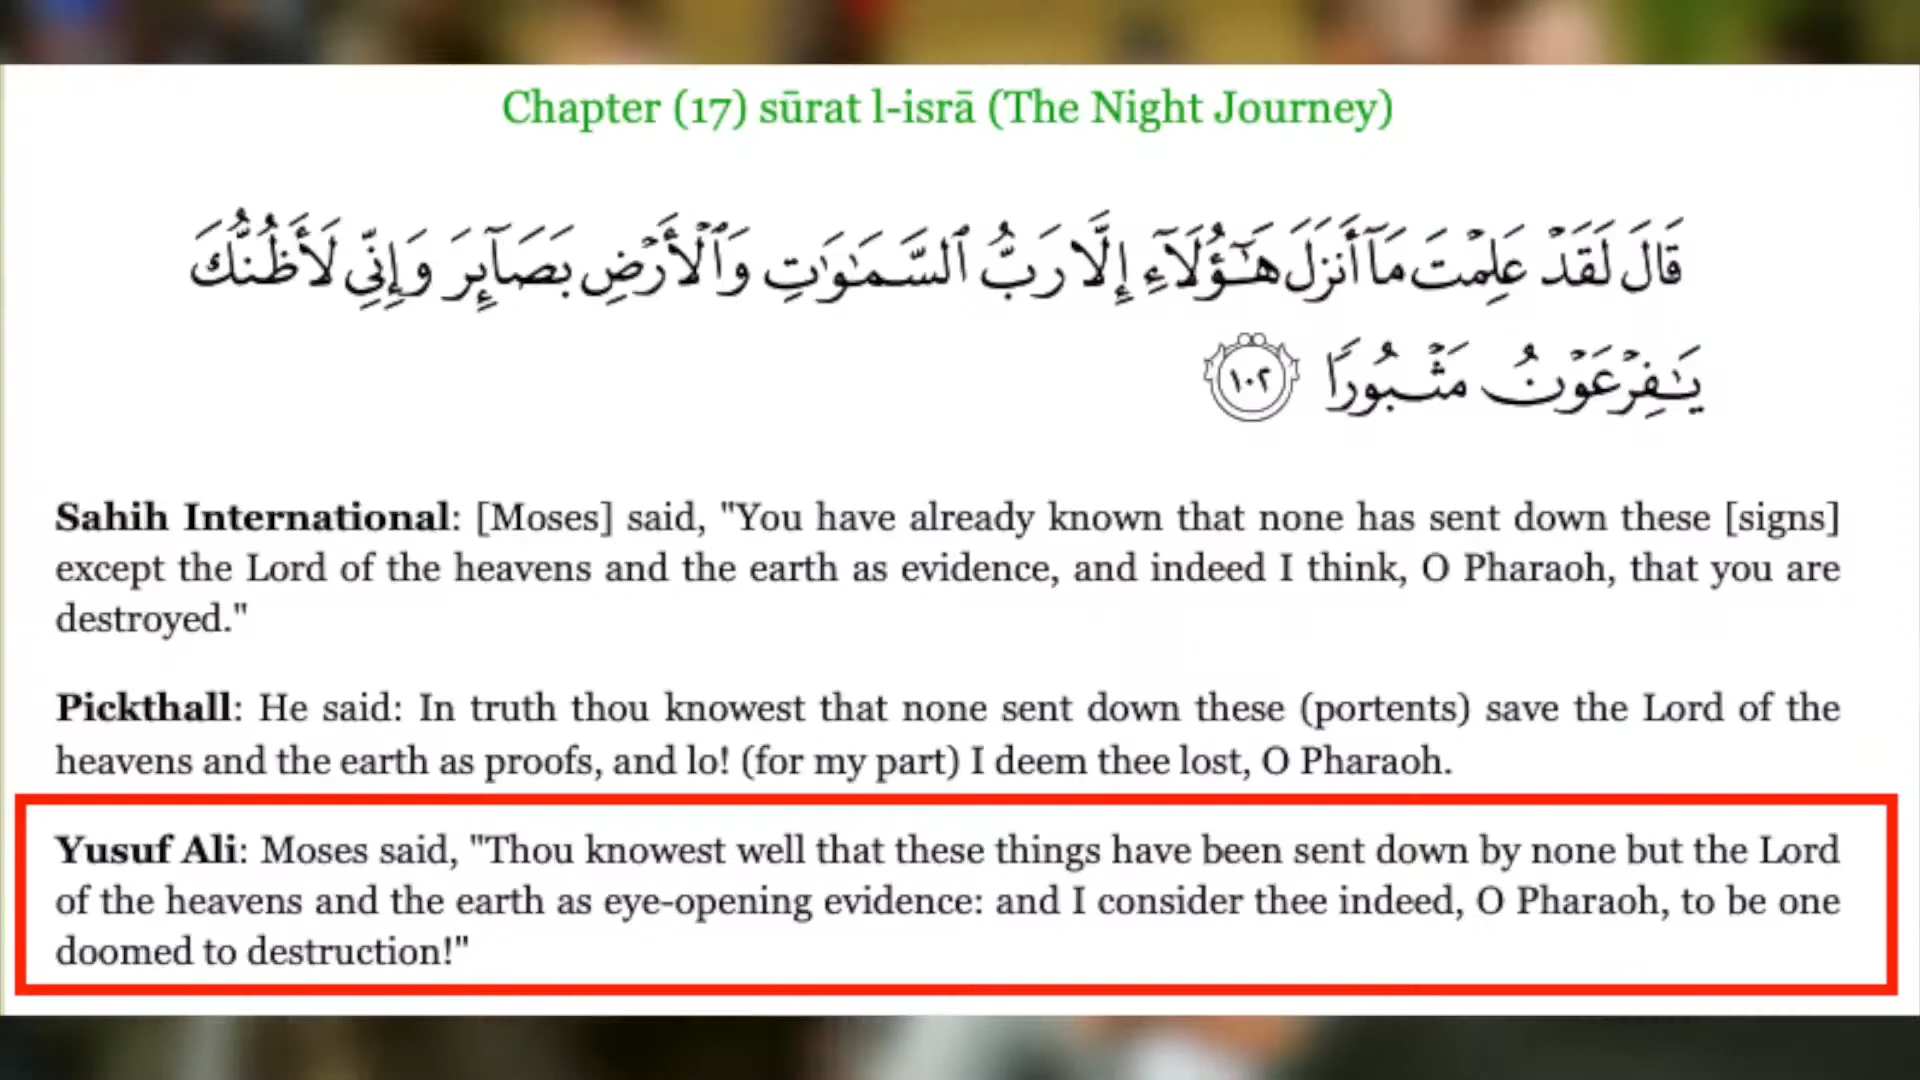 Chapter (17) sūrat l-isrā (The Night Journey)
قَالَ لَقَدْ عَلِمْتَ مَآ أَنزَلَ هَـٰٓؤُلَآءِ إِلَّا رَبُّ ٱلسَّمَـٰوَٰتِ وَٱلْأَرْضِ بَصَآئِرَ وَإِنِّى لَأَظُنُّكَ
يَـٰفِرْعَوْنُ مَثْبُورًا ١٠٢
Sahih International: [Moses] said, "You have already known that none has sent down these [signs]
except the Lord of the heavens and the earth as evidence, and indeed I think, O Pharaoh, that you are
destroyed."
Pickthall: He said: In truth thou knowest that none sent down these (portents) save the Lord of the
heavens and the earth as proofs, and lo! (for my part) I deem thee lost, O Pharaoh.
Yusuf Ali: Moses said, "Thou knowest well that these things have been sent down by none but the Lord
of the heavens and the earth as eye-opening evidence: and I consider thee indeed, O Pharaoh, to be one
doomed to destruction!"